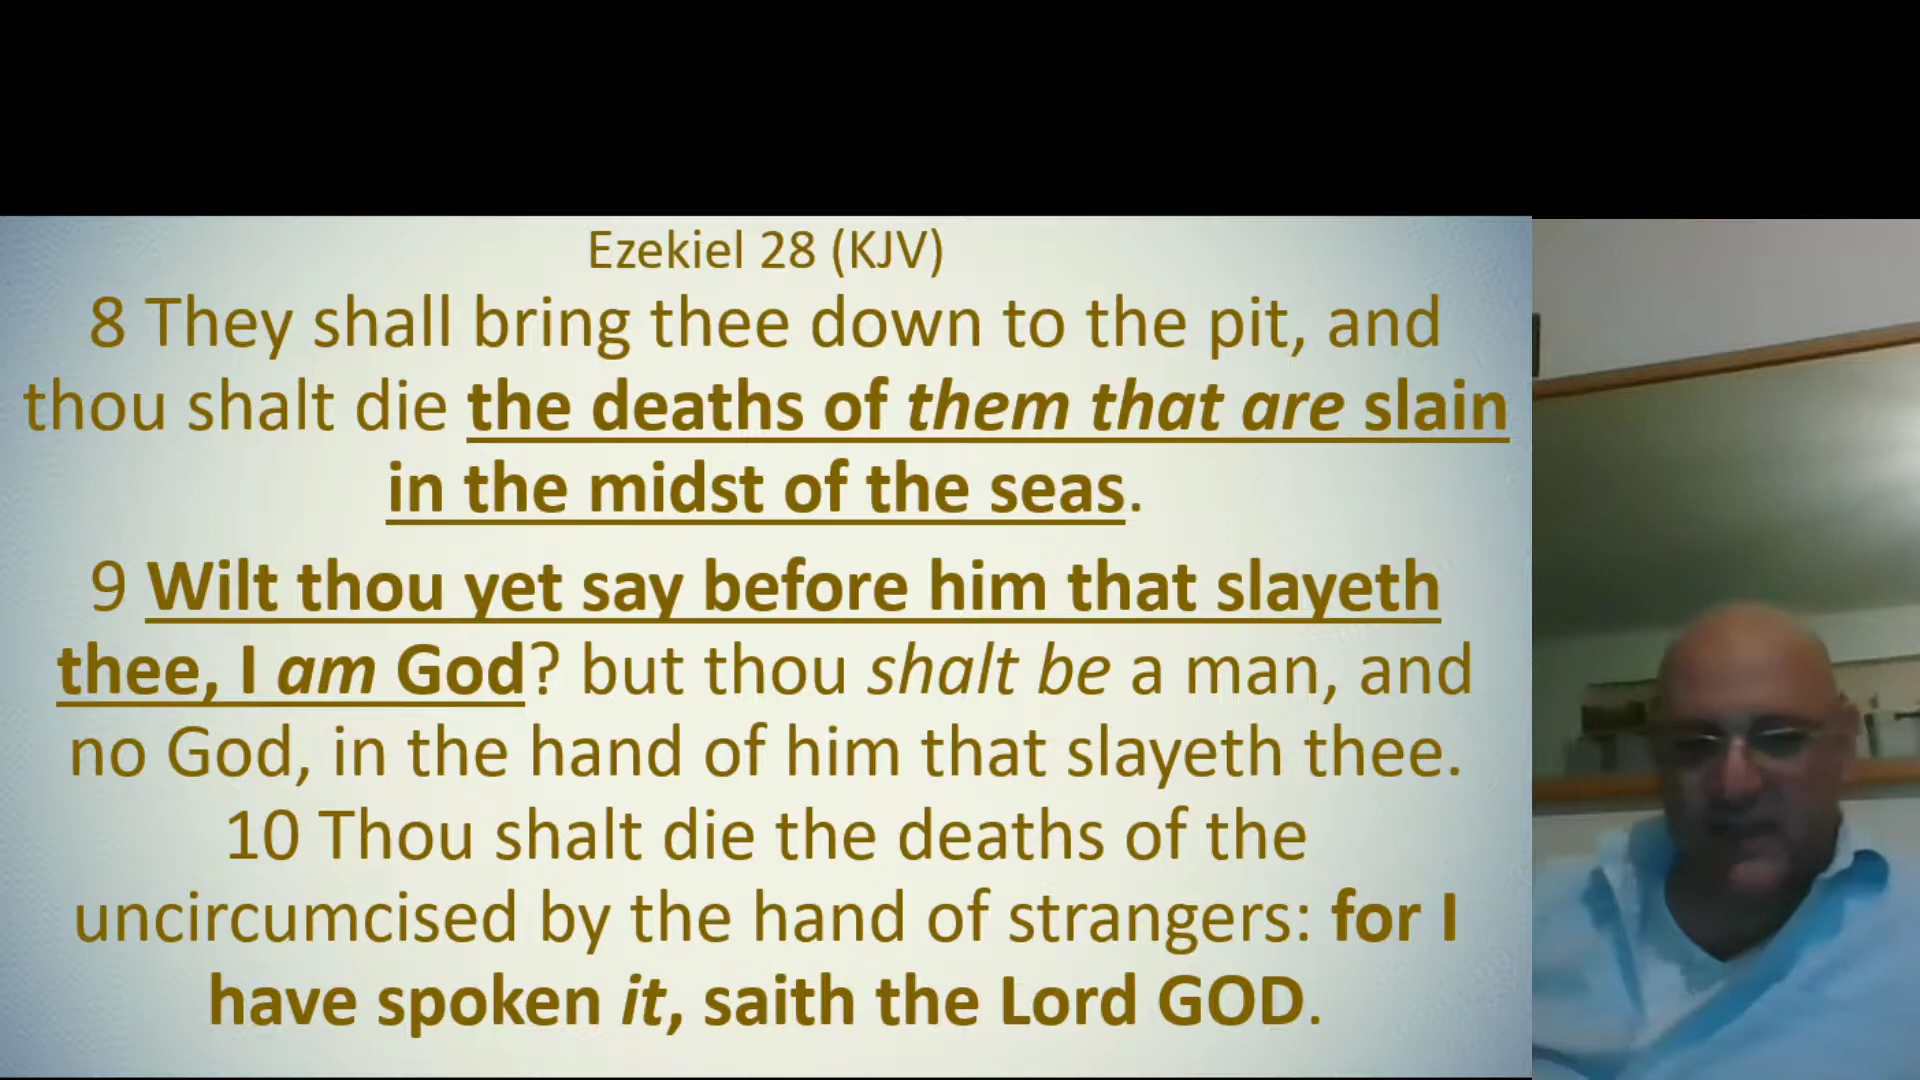 Ezekiel 28 (KJV)
8 They shall bring thee down to the pit, and
thou shalt die the deaths of them that are slain
in the midst of the seas.
9 Wilt thou yet say before him that slayeth
thee, I am God? but thou shalt be a man, and
no God, in the hand of him that slayeth thee.
10 Thou shalt die the deaths of the
uncircumcised by the hand of strangers: for I
have spoken it, saith the Lord GOD.